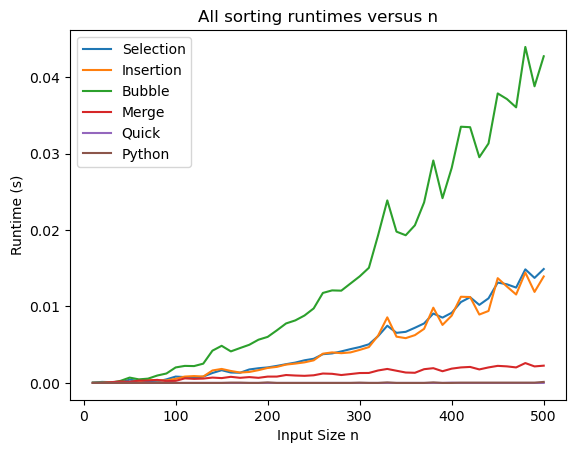 All sorting runtimes versus n
Selection
Insertion
Bubble
Merge
Quick
Python
0.04
0.03
0.02
0.01
0.00
Runtime (s)
0 100 200 300 400 500
Input Size n